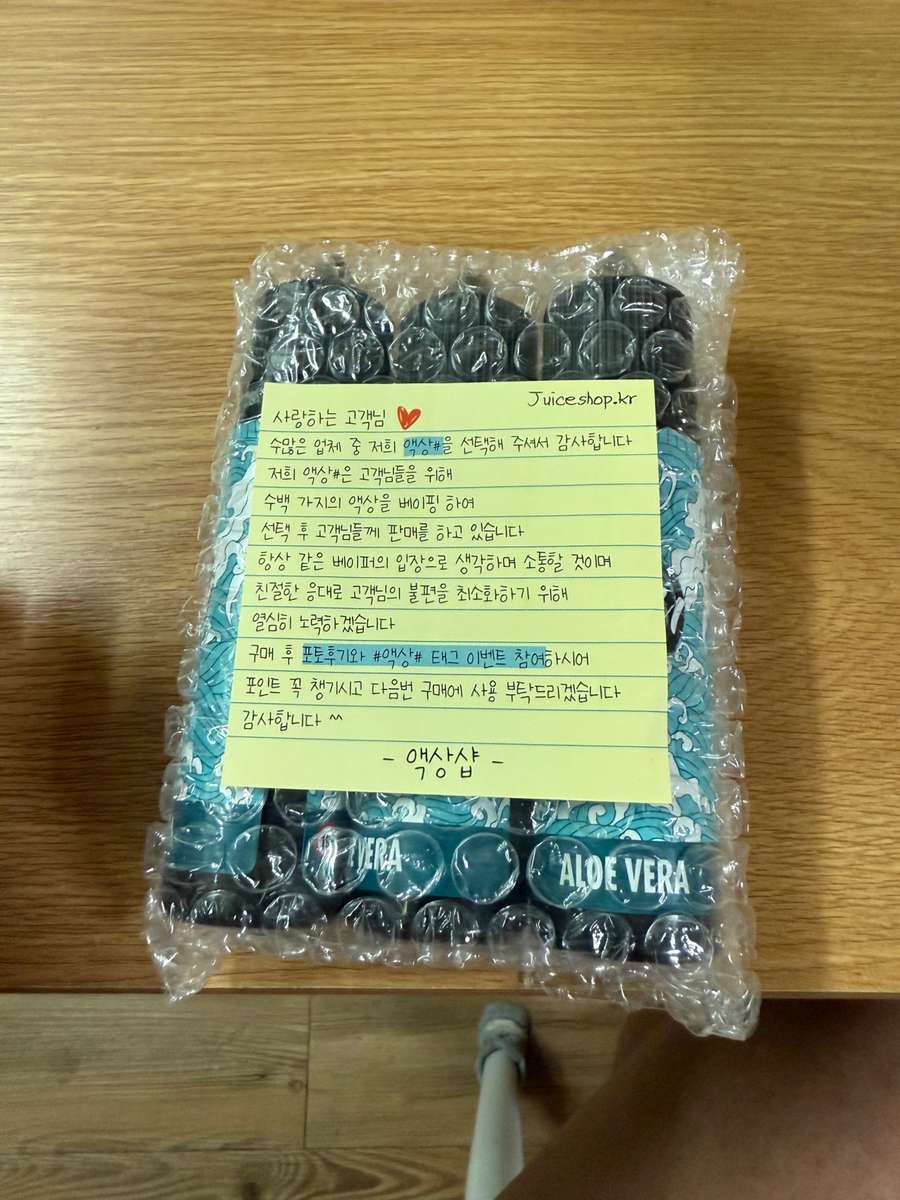 Juiceshop.kr
사랑하는 고객님
수많은 업체 중 저희 액상#을 선택해 주셔서 감사합니다
저희 액상#은 고객님들을 위해
수백 가지의 액상을 베이핑 하여
선택 후 고객님들께 판매를 하고 있습니다
항상 같은 베이퍼의 입장으로 생각하며 소통할 것이며
친절한 응대로 고객님의 불편을 최소화하기 위해
열심히 노력하겠습니다
구매 후 포토후기와 #액상# 태그 이벤트 참여하시어
포인트 꼭 챙기시고 다음번 구매에 사용 부탁드리겠습니다
감사합니다 ^^
- 액상샵 -
VERA
ALOE VERA